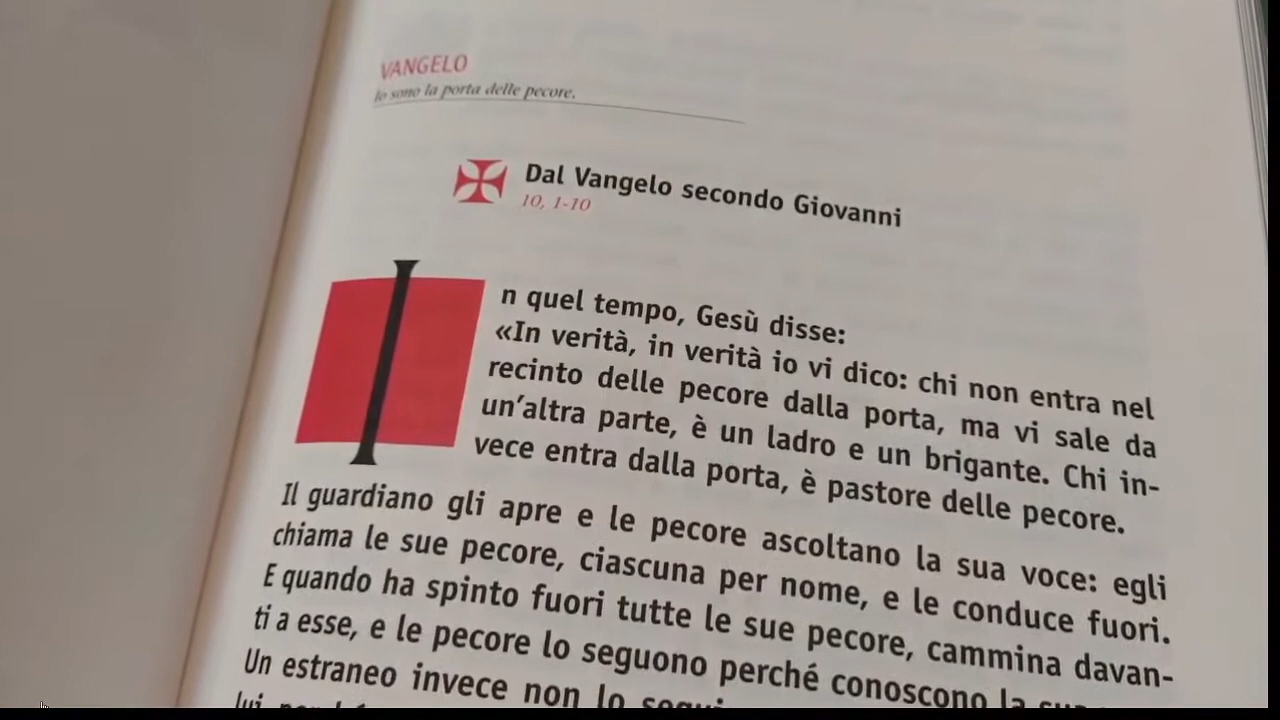 VANGELO
Io sono la porta delle pecore.
Dal Vangelo secondo Giovanni
10, 1-10
In quel tempo, Gesù disse:
«In verità, in verità io vi dico: chi non entra nel
recinto delle pecore dalla porta, ma vi sale da
un'altra parte, è un ladro e un brigante. Chi in-
vece entra dalla porta, è pastore delle pecore.
Il guardiano gli apre e le pecore ascoltano la sua voce: egli
chiama le sue pecore, ciascuna per nome, e le conduce fuori.
E quando ha spinto fuori tutte le sue pecore, cammina davan-
ti a esse, e le pecore lo seguono perché conoscono la sua
Un estraneo invece non lo
lui